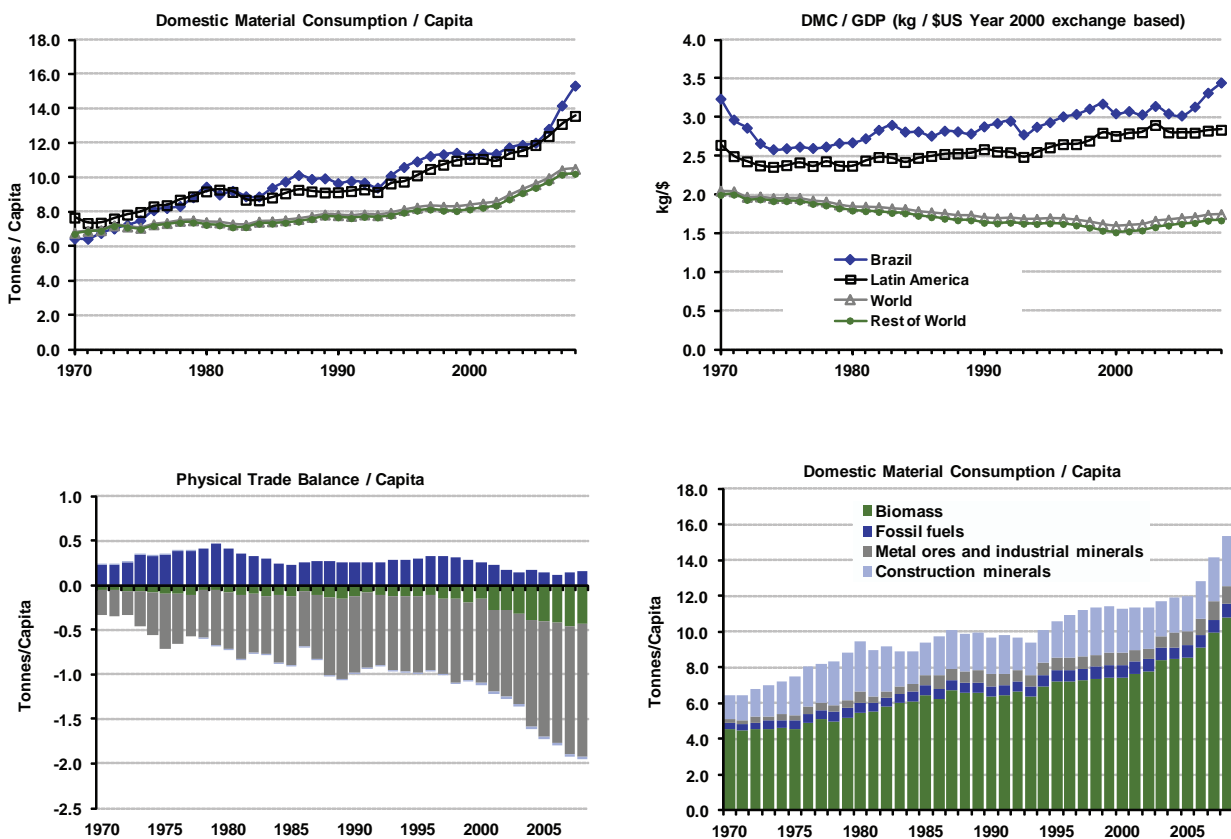 Domestic Material Consumption / Capita
18.0
16.0
14.0
12.0
10.0
8.0
6.0
4.0
2.0
0.0
Tonnes / Capita
1970 1980 1990 2000
DMC / GDP (kg / $US Year 2000 exchange based)
4.0
3.5
3.0
2.5
2.0
1.5
1.0
0.5
0.0
kg/$
Brazil
Latin America
World
Rest of World
1970 1980 1990 2000
Physical Trade Balance / Capita
1.0
0.5
0.0
-0.5
-1.0
-1.5
-2.0
-2.5
Tonnes/Capita
1970 1975 1980 1985 1990 1995 2000 2005
Domestic Material Consumption / Capita
18.0
16.0
14.0
12.0
10.0
8.0
6.0
4.0
2.0
0.0
Tonnes/Capita
Biomass
Fossil fuels
Metal ores and industrial minerals
Construction minerals
1970 1975 1980 1985 1990 1995 2000 2005